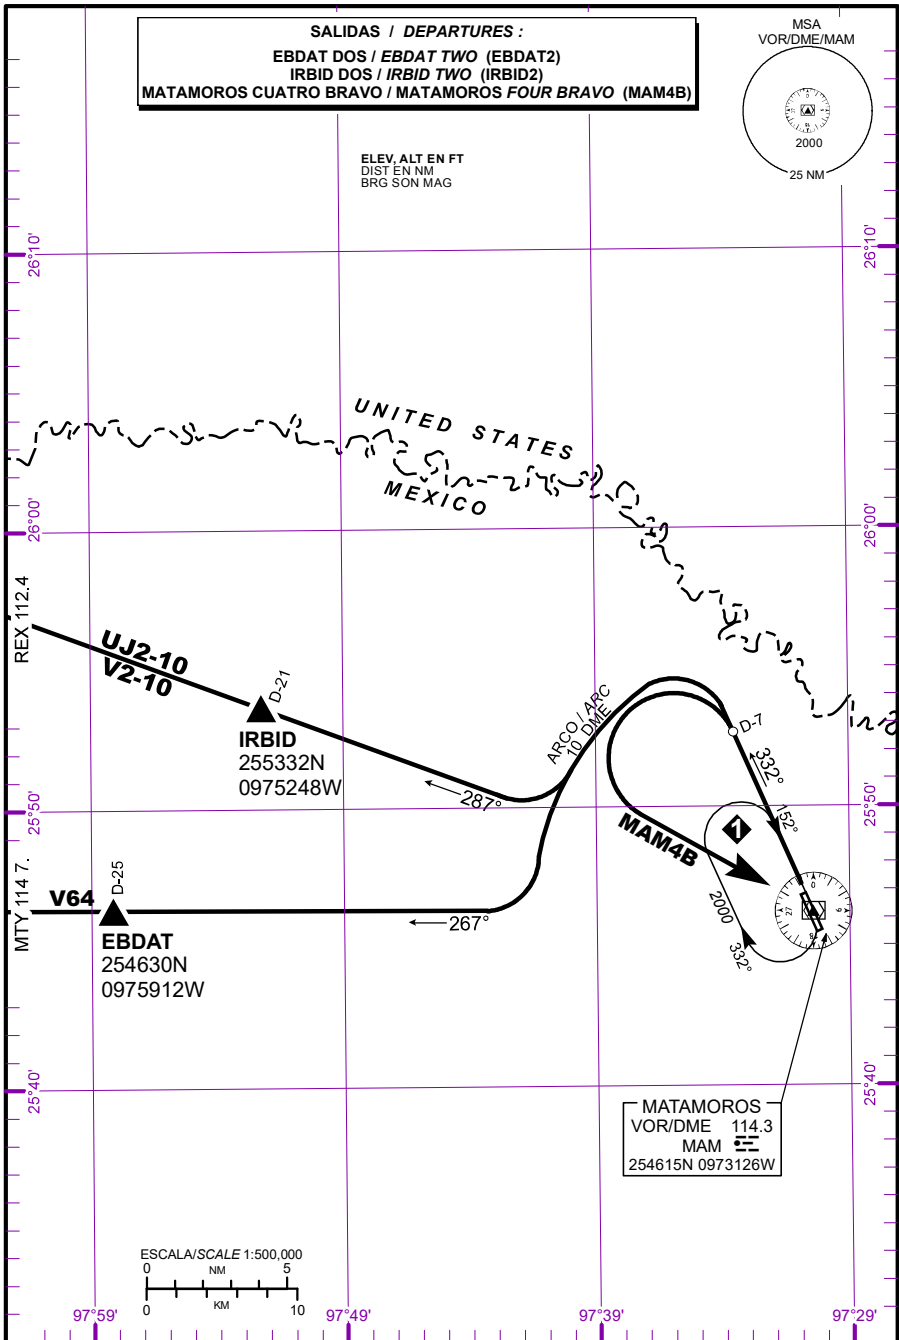 SALIDAS / DEPARTURES :
EBDAT DOS / EBDAT TWO (EBDAT2)
IRBID DOS / IRBID TWO (IRBID2)
MATAMOROS CUATRO BRAVO / MATAMOROS FOUR BRAVO (MAM4B)
MSA
VOR/DME/MAM
0
2000
25 NM
ELEV, ALT EN FT
DIST EN NM
BRG SON MAG
26°10'
26°10'
UNITED STATES
MEXICO
26°00'
26°00'
REX 112.4
UJ2-10
V2-10
D-21
IRBID
255332N
0975248W
ARCO / ARC
10 DME
D-7
332°
152°
287°
25°50'
25°50'
1
MAM4B
MTY 114 7.
V64
D-25
EBDAT
254630N
0975912W
267°
2000
332°
0
9
18
27
25°40'
25°40'
MATAMOROS
VOR/DME 114.3
MAM
254615N 0973126W
ESCALA/SCALE 1:500,000
0 NM 5
0 KM 10
97°59'
97°49'
97°39'
97°29'